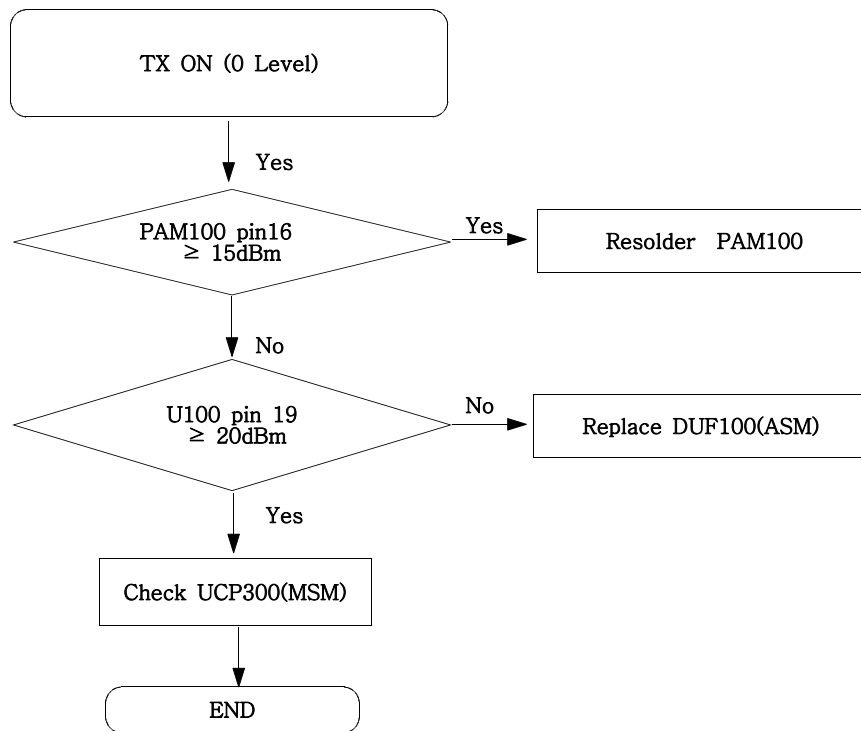 TX ON (0 Level)
Yes
PAM100 pin16
≥ 15dBm
Yes
Resolder PAM100
No
U100 pin 19
≥ 20dBm
No
Replace DUF100(ASM)
Yes
Check UCP300(MSM)
END